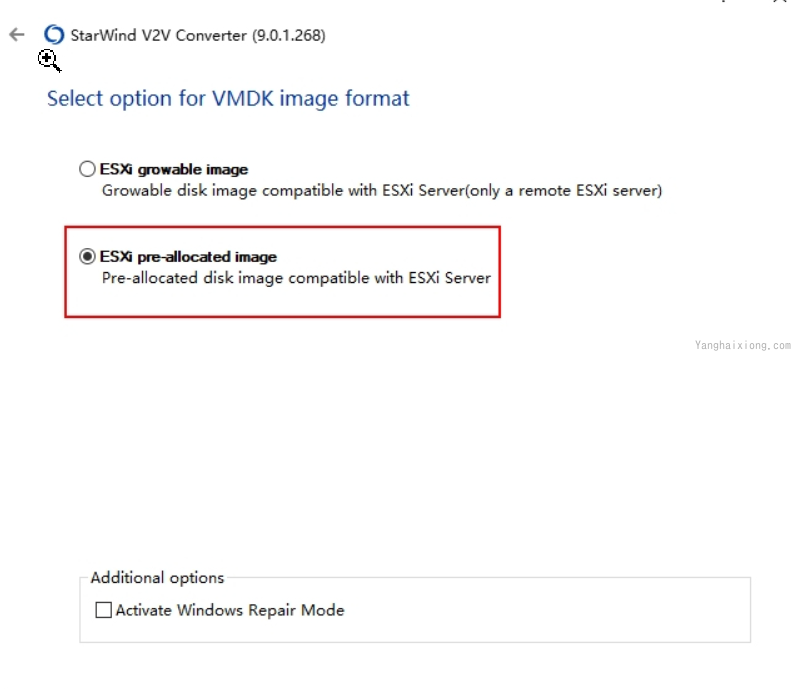 StarWind V2V Converter (9.0.1.268)
Select option for VMDK image format
ESXi growable image
Growable disk image compatible with ESXi Server(only a remote ESXi server)
ESXi pre-allocated image
Pre-allocated disk image compatible with ESXi Server
Yanghaixiong.com
Additional options
Activate Windows Repair Mode